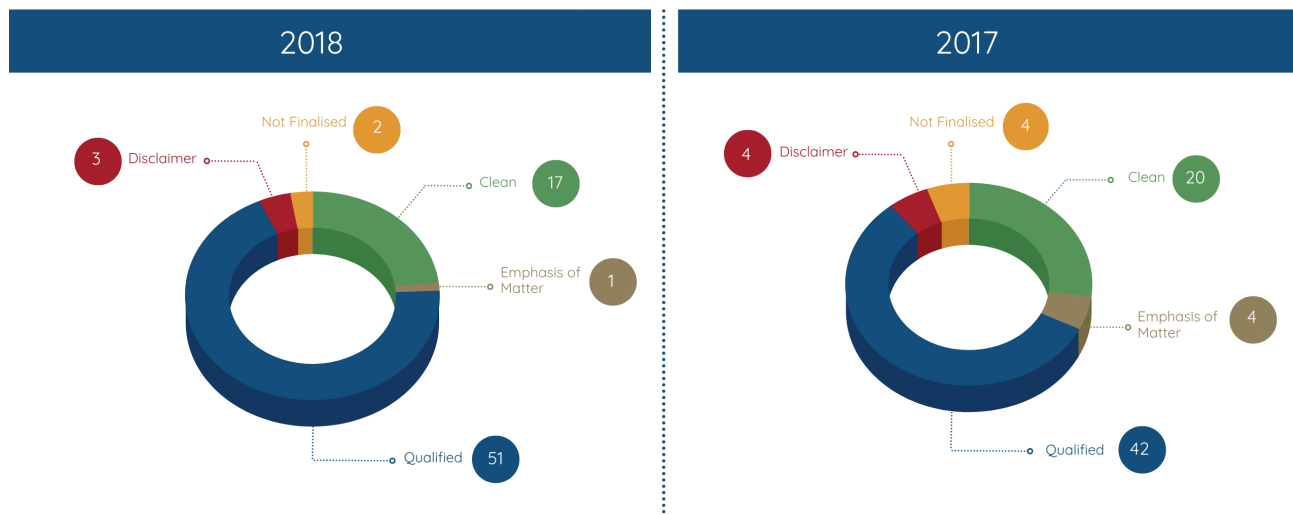 2018
Not Finalised 2
3 Disclaimer
Clean 17
Emphasis of
Matter
1
Qualified 51
2017
Not Finalised 4
4 Disclaimer
Clean 20
Emphasis of
Matter
4
Qualified 42